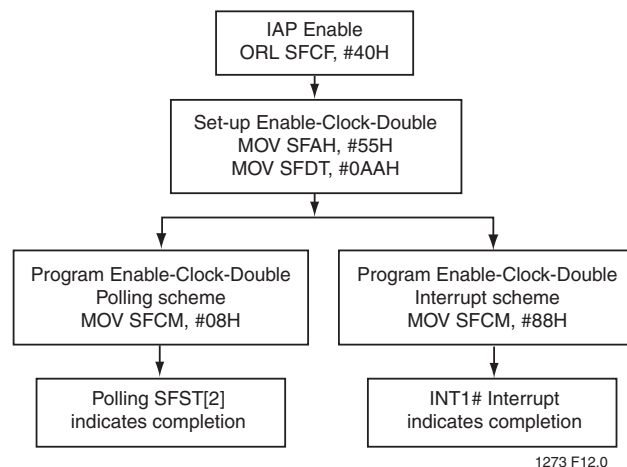 IAP Enable
ORL SFCF, #40H
Set-up Enable-Clock-Double
MOV SFAH, #55H
MOV SFDT, #0AAH
Program Enable-Clock-Double
Polling scheme
MOV SFCM, #08H
Program Enable-Clock-Double
Interrupt scheme
MOV SFCM, #88H
Polling SFST[2]
indicates completion
INT1# Interrupt
indicates completion
1273 F12.0